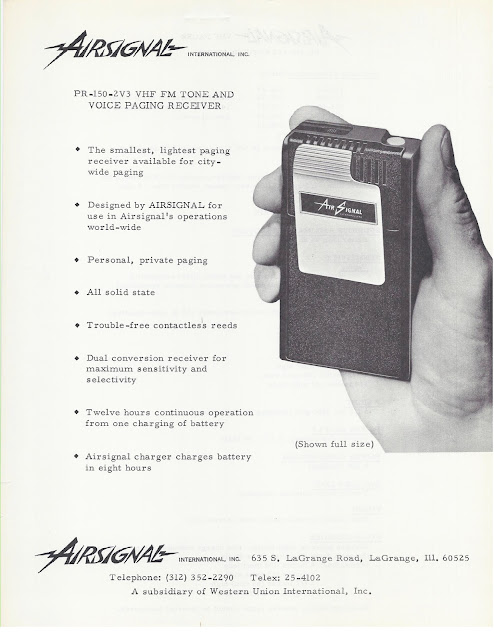 AIRSIGNAL INTERNATIONAL, INC.
PR-150-2V3 VHF FM TONE AND
VOICE PAGING RECEIVER
◆ The smallest, lightest paging
receiver available for city-
wide paging
◆ Designed by AIRSIGNAL for
use in Airsignal's operations
world-wide
◆ Personal, private paging
◆ All solid state
◆ Trouble-free contactless reeds
◆ Dual conversion receiver for
maximum sensitivity and
selectivity
◆ Twelve hours continuous operation
from one charging of battery
◆ Airsignal charger charges battery
in eight hours
AIR SIGNAL
(Shown full size)
AIRSIGNAL INTERNATIONAL, INC. 635 S. LaGrange Road, LaGrange, Ill. 60525
Telephone: (312) 352-2290 Telex: 25-4102
A subsidiary of Western Union International, Inc.